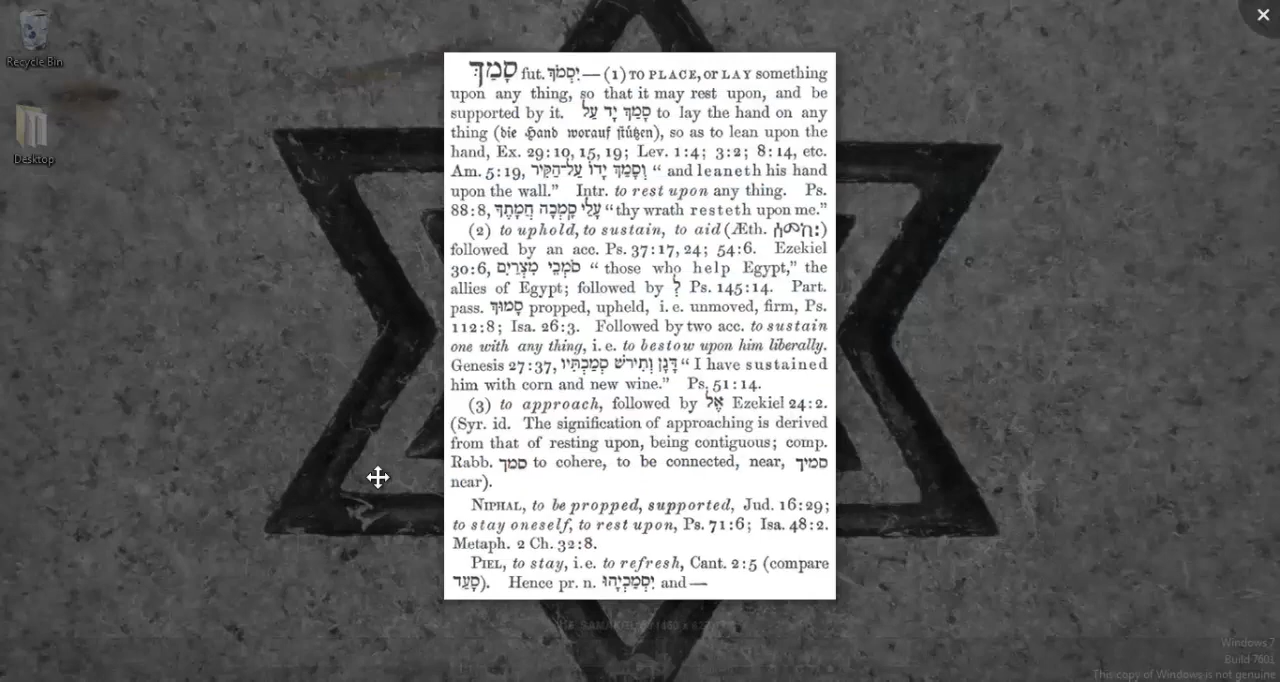 Recycle Bin
Desktop
סָמַךְ fut. יִסְמֹךְ — (1) TO PLACE, or LAY something
upon any thing, so that it may rest upon, and be
supported by it. סָמַךְ יָד עַל to lay the hand on any
thing (die Hand worauf stützen), so as to lean upon the
hand, Ex. 29:10, 15, 19; Lev. 1:4; 3:2; 8:14, etc.
Am. 5:19, וְסָמַךְ יָדוֹ עַל־הַקִּיר “ and leaneth his hand
upon the wall.” Intr. to rest upon any thing. Ps.
88:8, עָלַי סָמְכָה חֲמָתֶךָ “thy wrath resteth upon me.”
(2) to uphold, to sustain, to aid (Æth. ሰመከ:)
followed by an acc. Ps. 37:17, 24; 54:6. Ezekiel
30:6, סֹמְכֵי מִצְרַיִם “ those who help Egypt,” the
allies of Egypt; followed by לְ Ps. 145:14. Part.
pass. סָמוּךְ propped, upheld, i. e. unmoved, firm, Ps.
112:8; Isa. 26:3. Followed by two acc. to sustain
one with any thing, i. e. to bestow upon him liberally.
Genesis 27:37, דָּגָן וְתִירשׁ סְמַכְתִּיו “ I have sustained
him with corn and new wine.” Ps. 51:14.
(3) to approach, followed by אֶל Ezekiel 24:2.
(Syr. id. The signification of approaching is derived
from that of resting upon, being contiguous; comp.
Rabb. סמך to cohere, to be connected, near, סמיך
near).
NIPHAL, to be propped, supported, Jud. 16:29;
to stay oneself, to rest upon, Ps. 71:6; Isa. 48:2.
Metaph. 2 Ch. 32:8.
PIEL, to stay, i.e. to refresh, Cant. 2:5 (compare
סָעַד). Hence pr. n. יִסְמַכְיָהוּ and —
Windows 7
Build 7601
This copy of Windows is not genuine